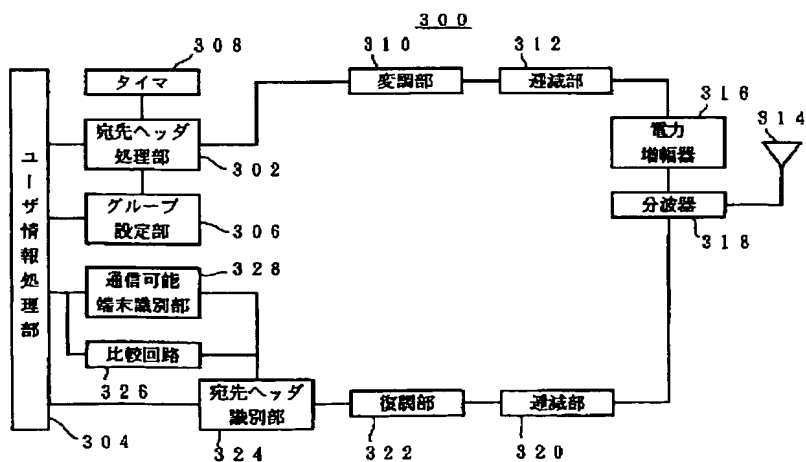 300
308
タイマ
宛先ヘッダ
処理部
302
グループ
設定部
306
ユーザ情報処理部
304
328
通信可能
端末識別部
比較回路
326
宛先ヘッダ
識別部
324
310
変調部
312
逓減部
316
電力
増幅器
314
分波器
318
復調部
322
逓減部
320